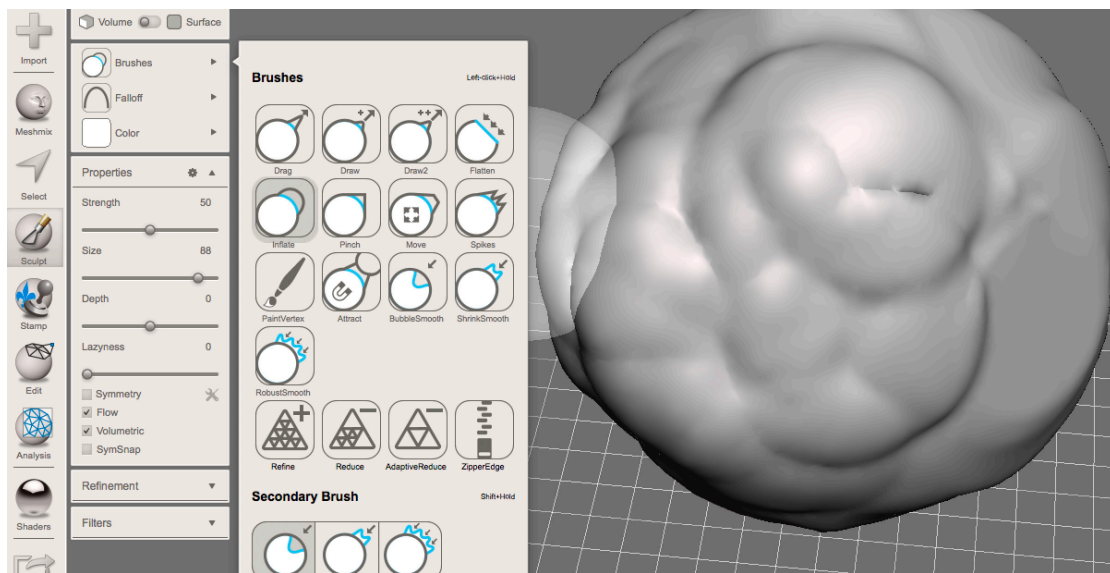 Import
Meshmix
Select
Sculpt
Stamp
Edit
Analysis
Shaders
Volume Surface
Brushes
Falloff
Color
Properties
Strength 50
Size 88
Depth 0
Lazyness 0
Symmetry
Flow
Volumetric
SymSnap
Refinement
Filters
Brushes Left-click+Hold
Drag Draw Draw2 Flatten
Inflate Pinch Move Spikes
PaintVertex Attract BubbleSmooth ShrinkSmooth
RobustSmooth
Refine Reduce AdaptiveReduce ZipperEdge
Secondary Brush Shift+Hold